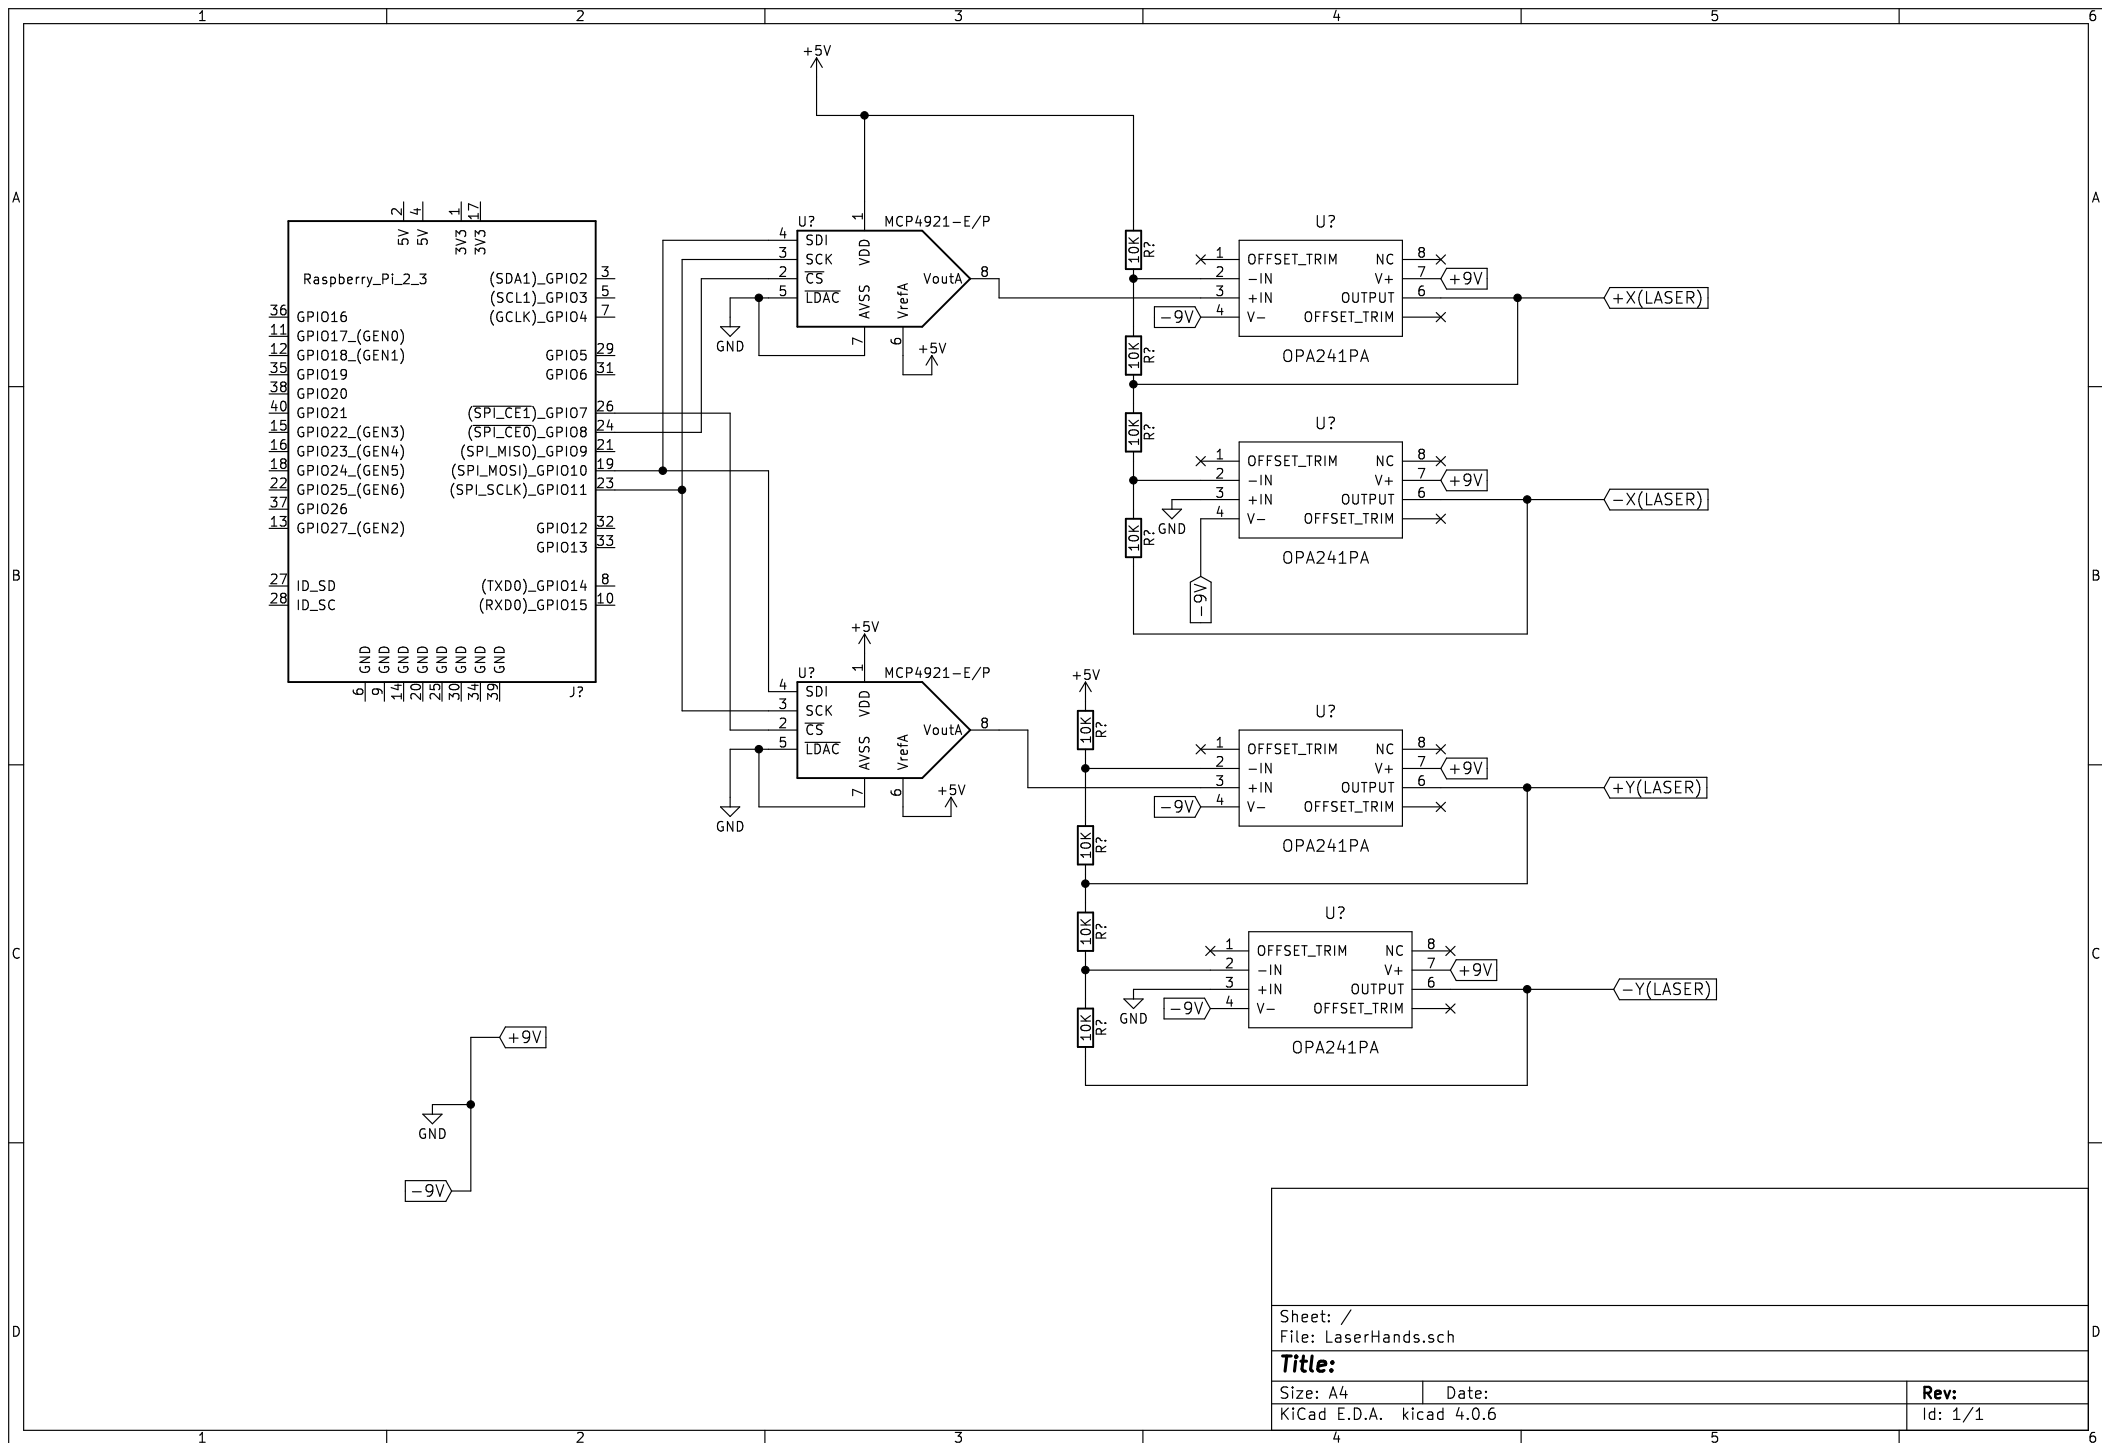 1 2 3 4 5 6
A
B
C
D
A
B
C
D
+5V
2 4 1 17
5V 5V 3V3 3V3
Raspberry_Pi_2_3
36 GPIO16
11 GPIO17_(GEN0)
12 GPIO18_(GEN1)
35 GPIO19
38 GPIO20
40 GPIO21
15 GPIO22_(GEN3)
16 GPIO23_(GEN4)
18 GPIO24_(GEN5)
22 GPIO25_(GEN6)
37 GPIO26
13 GPIO27_(GEN2)
27 ID_SD
28 ID_SC
(SDA1)_GPIO2 3
(SCL1)_GPIO3 5
(GCLK)_GPIO4 7
GPIO5 29
GPIO6 31
(SPI_CE1)_GPIO7 26
(SPI_CE0)_GPIO8 24
(SPI_MISO)_GPIO9 21
(SPI_MOSI)_GPIO10 19
(SPI_SCLK)_GPIO11 23
GPIO12 32
GPIO13 33
(TXD0)_GPIO14 8
(RXD0)_GPIO15 10
GND GND GND GND GND GND GND GND
6 9 14 20 25 30 34 39
J?
U? MCP4921-E/P
1 VDD
4 SDI
3 SCK
2 CS
5 LDAC
VoutA 8
AVSS 7
VrefA 6
GND
+5V
+5V
U? MCP4921-E/P
1 VDD
4 SDI
3 SCK
2 CS
5 LDAC
VoutA 8
AVSS 7
VrefA 6
GND
+5V
10K R?
10K R?
10K R?
10K R?
U?
1 OFFSET_TRIM NC 8
2 -IN V+ 7 +9V
3 +IN OUTPUT 6 +X(LASER)
-9V 4 V- OFFSET_TRIM
OPA241PA
U?
1 OFFSET_TRIM NC 8
2 -IN V+ 7 +9V
3 +IN OUTPUT 6 -X(LASER)
4 V- OFFSET_TRIM
GND
OPA241PA
-9V
+5V
10K R?
10K R?
10K R?
10K R?
U?
1 OFFSET_TRIM NC 8
2 -IN V+ 7 +9V
3 +IN OUTPUT 6 +Y(LASER)
-9V 4 V- OFFSET_TRIM
OPA241PA
U?
1 OFFSET_TRIM NC 8
2 -IN V+ 7 +9V
3 +IN OUTPUT 6 -Y(LASER)
-9V 4 V- OFFSET_TRIM
GND
OPA241PA
+9V
GND
-9V
Sheet: /
File: LaserHands.sch
Title:
Size: A4 Date: Rev:
KiCad E.D.A. kicad 4.0.6 Id: 1/1
1 2 3 4 5 6